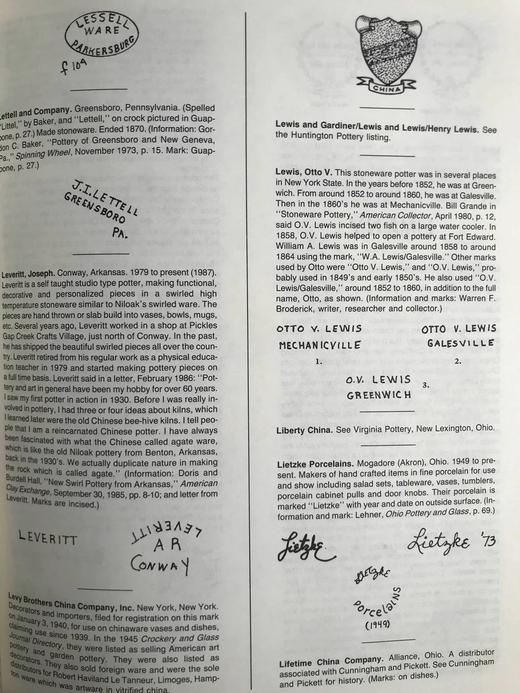 LESSELL
WARE
PARKERSBURG
Lettell and Company. Greensboro, Pennsylvania. (Spelled
"Littel," by Baker, and "Lettell," on crock pictured in Guap-
pone, p. 27.) Made stoneware. Ended 1870. (Information: Gor-
don C. Baker, "Pottery of Greensboro and New Geneva,
Pa.," Spinning Wheel, November 1973, p. 15. Mark: Guap-
pone, p. 27.)
J.I. LETTELL
GREENSBORO
PA.
Leveritt, Joseph. Conway, Arkansas. 1979 to present (1987).
Leveritt is a self taught studio type potter, making functional,
decorative and personalized pieces in a swirled high
temperature stoneware similar to Niloak's swirled ware. The
pieces are hand thrown or slab build into vases, bowls, mugs,
etc. Several years ago, Leveritt worked in a shop at Pickles
Gap Creek Crafts Village, just north of Conway. In the past,
he has shipped the beautiful swirled pieces all over the coun-
try. Leveritt retired from his regular work as a physical educa-
tion teacher in 1979 and started making pottery pieces on
a full time basis. Leveritt said in a letter, February 1986: "Pot-
tery and art in general have been my hobby for over 60 years.
I saw my first potter in action in 1930. Before I was really in-
volved in pottery, I had three or four ideas about kilns, which
I learned later were the old Chinese bee-hive kilns. I tell peo-
ple that I am a reincarnated Chinese potter. I have always
been fascinated with what the Chinese called agate ware,
which is like the old Niloak pottery from Benton, Arkansas,
back in the 1930's. We actually duplicate nature in making
the rock which is called agate." (Information: Doris and
Burdell Hall, "New Swirl Pottery from Arkansas," American
Clay Exchange, September 30, 1985, pp. 8-10; and letter from
Leveritt. Marks are incised.)
LEVERITT
LEVERITT
AR
CONWAY
Levy Brothers China Company, Inc. New York, New York.
Decorators and importers, filed for registration on this mark
on January 3, 1940, for use on chinaware vases and dishes,
claiming use since 1939. In the 1945 Crockery and Glass
Journal Directory, they were listed as selling American art
pottery and garden pottery. They were also listed as
decorators. They also sold foreign ware and were the sole
distributors for Robert Haviland Le Tanneur, Limoges, Hamp-
ton ware which was artware in vitrified china.
CHINA
Lewis and Gardiner/Lewis and Lewis/Henry Lewis. See
the Huntington Pottery listing.
Lewis, Otto V. This stoneware potter was in several places
in New York State. In the years before 1852, he was at Green-
wich. From around 1852 to around 1860, he was at Galesville.
Then in the 1860's he was at Mechanicville. Bill Grande in
"Stoneware Pottery," American Collector, April 1980, p. 12,
said O.V. Lewis incised two fish on a large water cooler. In
1858, O.V. Lewis helped to open a pottery at Fort Edward.
William A. Lewis was in Galesville around 1858 to around
1864 using the mark, "W.A. Lewis/Galesville." Other marks
used by Otto were "Otto V. Lewis," and "O.V. Lewis," pro-
bably used in 1849's and early 1850's. He also used "O.V.
Lewis/Galesville," around 1852 to 1860, in addition to the full
name, Otto, as shown. (Information and marks: Warren F.
Broderick, writer, researcher and collector.)
OTTO V. LEWIS
MECHANICVILLE
1.
OTTO V. LEWIS
GALESVILLE
2.
O.V. LEWIS
GREENWICH
3.
Liberty China. See Virginia Pottery, New Lexington, Ohio.
Lietzke Porcelains. Mogadore (Akron), Ohio. 1949 to pre-
sent. Makers of hand crafted items in fine porcelain for use
and show including salad sets, tableware, vases, tumblers,
porcelain cabinet pulls and door knobs. Their porcelain is
marked "Lietzke" with year and date on outside surface. (In-
formation and mark: Lehner, Ohio Pottery and Glass, p. 69.)
Lietzke
Lietzke '73
Lietzke
Porcelains
(1949)
Lifetime China Company. Alliance, Ohio. A distributor
associated with Cunningham and Pickett. See Cunningham
and Pickett for history. (Marks: on dishes.)